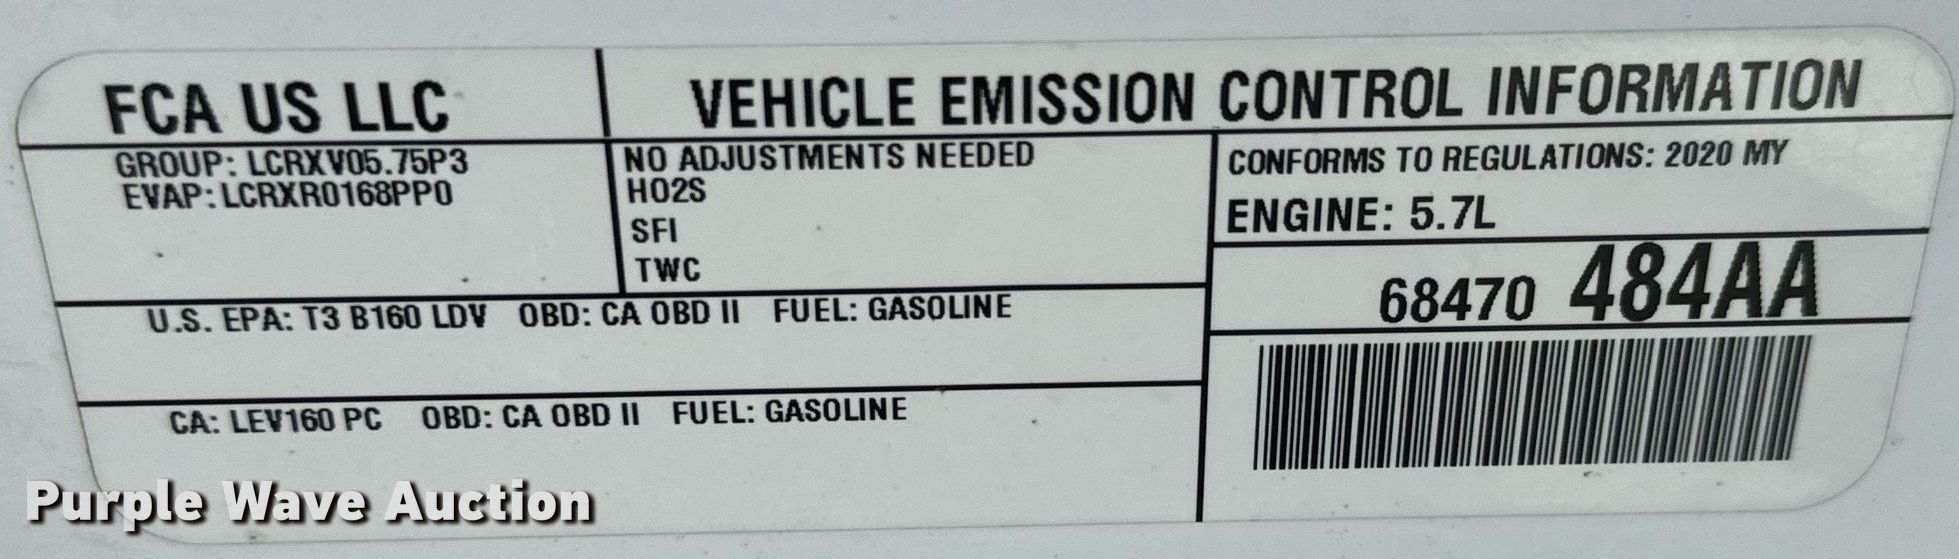 FCA US LLC
VEHICLE EMISSION CONTROL INFORMATION
GROUP: LCRXV05.75P3
EVAP: LCRXR0168PP0
NO ADJUSTMENTS NEEDED
HO2S
SFI
TWC
CONFORMS TO REGULATIONS: 2020 MY
ENGINE: 5.7L
68470 484AA
U.S. EPA: T3 B160 LDV OBD: CA OBD II FUEL: GASOLINE
CA: LEV160 PC OBD: CA OBD II FUEL: GASOLINE
Purple Wave Auction